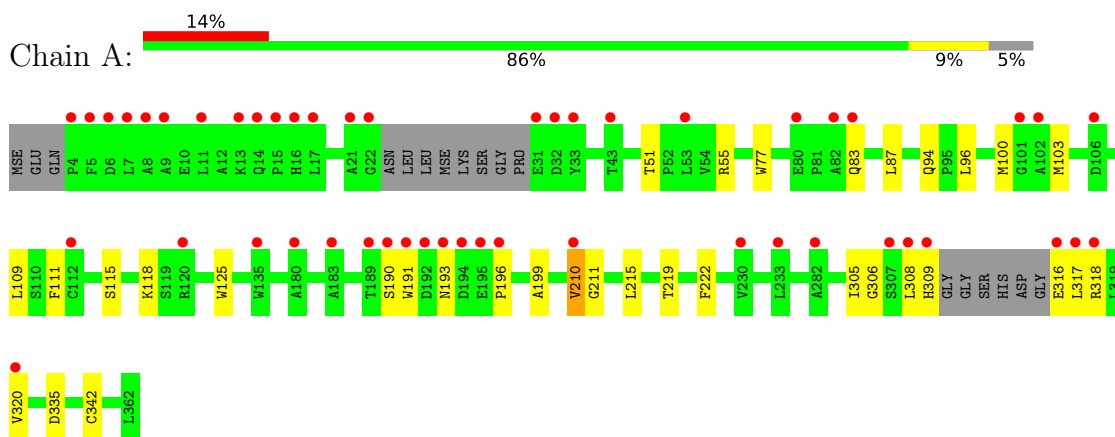 14%
Chain A:
86% 9% 5%
MSE GLU GLN P4 F5 D6 L7 A8 A9 E10 L11 A12 K13 Q14 P15 H16 L17 A21 G22 ASN LEU LEU MSE LYS SER GLY PRO E31 D32 Y33 T43 T51 P52 L53 V54 R55 W77 E80 P81 A82 Q83 L87 Q94 P95 L96 M100 G101 A102 M103 D106
L109 S110 F111 C112 S115 K118 S119 R120 W125 W135 A180 A183 T189 S190 W191 D192 N193 D194 E195 P196 A199 V210 G211 L215 T219 F222 V230 L233 A282 I305 G306 S307 L308 H309 GLY GLY SER HIS ASP GLY E316 L317 R318 L319
V320 D335 C342 L362